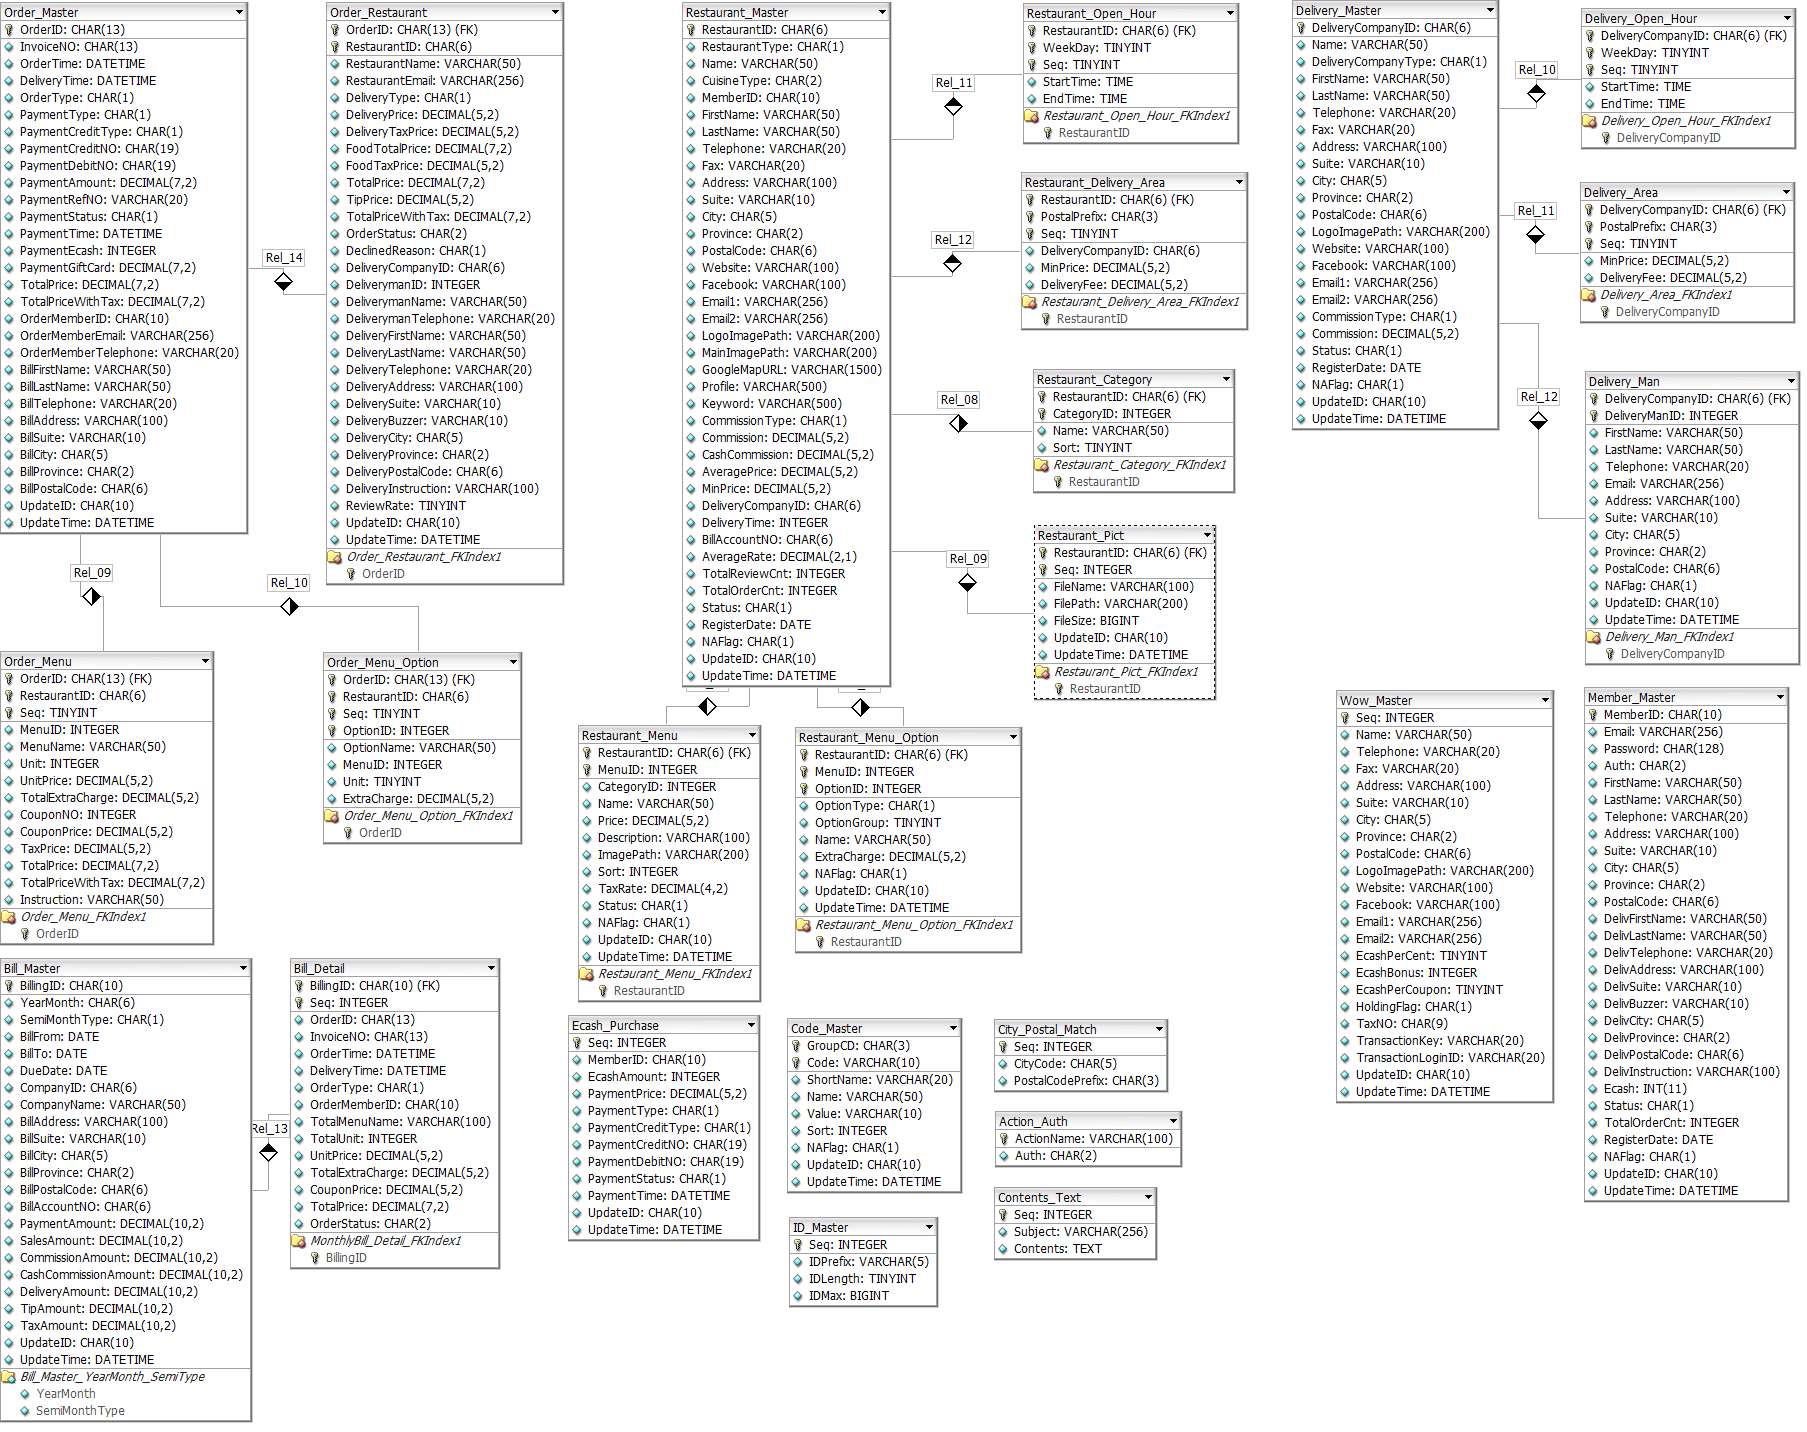 Order_Master
OrderID: CHAR(13)
InvoiceNO: CHAR(13)
OrderTime: DATETIME
DeliveryTime: DATETIME
OrderType: CHAR(1)
PaymentType: CHAR(1)
PaymentCreditType: CHAR(1)
PaymentCreditNO: CHAR(19)
PaymentDebitNO: CHAR(19)
PaymentAmount: DECIMAL(7,2)
PaymentRefNO: VARCHAR(20)
PaymentStatus: CHAR(1)
PaymentTime: DATETIME
PaymentEcash: INTEGER
PaymentGiftCard: DECIMAL(7,2)
TotalPrice: DECIMAL(7,2)
TotalPriceWithTax: DECIMAL(7,2)
OrderMemberID: CHAR(10)
OrderMemberEmail: VARCHAR(256)
OrderMemberTelephone: VARCHAR(20)
BillFirstName: VARCHAR(50)
BillLastName: VARCHAR(50)
BillTelephone: VARCHAR(20)
BillAddress: VARCHAR(100)
BillSuite: VARCHAR(10)
BillCity: CHAR(5)
BillProvince: CHAR(2)
BillPostalCode: CHAR(6)
UpdateID: CHAR(10)
UpdateTime: DATETIME
Rel_14
Order_Restaurant
OrderID: CHAR(13) (FK)
RestaurantID: CHAR(6)
RestaurantName: VARCHAR(50)
RestaurantEmail: VARCHAR(256)
DeliveryType: CHAR(1)
DeliveryPrice: DECIMAL(5,2)
DeliveryTaxPrice: DECIMAL(5,2)
FoodTotalPrice: DECIMAL(7,2)
FoodTaxPrice: DECIMAL(5,2)
TotalPrice: DECIMAL(7,2)
TipPrice: DECIMAL(5,2)
TotalPriceWithTax: DECIMAL(7,2)
OrderStatus: CHAR(2)
DeclinedReason: CHAR(1)
DeliveryCompanyID: CHAR(6)
DeliverymanID: INTEGER
DeliverymanName: VARCHAR(50)
DeliverymanTelephone: VARCHAR(20)
DeliveryFirstName: VARCHAR(50)
DeliveryLastName: VARCHAR(50)
DeliveryTelephone: VARCHAR(20)
DeliveryAddress: VARCHAR(100)
DeliverySuite: VARCHAR(10)
DeliveryBuzzer: VARCHAR(10)
DeliveryCity: CHAR(5)
DeliveryProvince: CHAR(2)
DeliveryPostalCode: CHAR(6)
DeliveryInstruction: VARCHAR(100)
ReviewRate: TINYINT
UpdateID: CHAR(10)
UpdateTime: DATETIME
Order_Restaurant_FKIndex1
OrderID
Restaurant_Master
RestaurantID: CHAR(6)
RestaurantType: CHAR(1)
Name: VARCHAR(50)
CuisineType: CHAR(2)
MemberID: CHAR(10)
FirstName: VARCHAR(50)
LastName: VARCHAR(50)
Telephone: VARCHAR(20)
Fax: VARCHAR(20)
Address: VARCHAR(100)
Suite: VARCHAR(10)
City: CHAR(5)
Province: CHAR(2)
PostalCode: CHAR(6)
Website: VARCHAR(100)
Facebook: VARCHAR(100)
Email1: VARCHAR(256)
Email2: VARCHAR(256)
LogoImagePath: VARCHAR(200)
MainImagePath: VARCHAR(200)
GoogleMapURL: VARCHAR(1500)
Profile: VARCHAR(500)
Keyword: VARCHAR(500)
CommissionType: CHAR(1)
Commission: DECIMAL(5,2)
CashCommission: DECIMAL(5,2)
AveragePrice: DECIMAL(5,2)
MinPrice: DECIMAL(5,2)
DeliveryCompanyID: CHAR(6)
DeliveryTime: INTEGER
BillAccountNO: CHAR(6)
AverageRate: DECIMAL(2,1)
TotalReviewCnt: INTEGER
TotalOrderCnt: INTEGER
Status: CHAR(1)
RegisterDate: DATE
NAFlag: CHAR(1)
UpdateID: CHAR(10)
UpdateTime: DATETIME
Rel_11
Restaurant_Open_Hour
RestaurantID: CHAR(6) (FK)
WeekDay: TINYINT
Seq: TINYINT
StartTime: TIME
EndTime: TIME
Restaurant_Open_Hour_FKIndex1
RestaurantID
Rel_12
Restaurant_Delivery_Area
RestaurantID: CHAR(6) (FK)
PostalPrefix: CHAR(3)
Seq: TINYINT
DeliveryCompanyID: CHAR(6)
MinPrice: DECIMAL(5,2)
DeliveryFee: DECIMAL(5,2)
Restaurant_Delivery_Area_FKIndex1
RestaurantID
Rel_08
Restaurant_Category
RestaurantID: CHAR(6) (FK)
CategoryID: INTEGER
Name: VARCHAR(50)
Sort: TINYINT
Restaurant_Category_FKIndex1
RestaurantID
Rel_09
Restaurant_Pict
RestaurantID: CHAR(6) (FK)
Seq: INTEGER
FileName: VARCHAR(100)
FilePath: VARCHAR(200)
FileSize: BIGINT
UpdateID: CHAR(10)
UpdateTime: DATETIME
Restaurant_Pict_FKIndex1
RestaurantID
Delivery_Master
DeliveryCompanyID: CHAR(6)
Name: VARCHAR(50)
DeliveryCompanyType: CHAR(1)
FirstName: VARCHAR(50)
LastName: VARCHAR(50)
Telephone: VARCHAR(20)
Fax: VARCHAR(20)
Address: VARCHAR(100)
Suite: VARCHAR(10)
City: CHAR(5)
Province: CHAR(2)
PostalCode: CHAR(6)
LogoImagePath: VARCHAR(200)
Website: VARCHAR(100)
Facebook: VARCHAR(100)
Email1: VARCHAR(256)
Email2: VARCHAR(256)
CommissionType: CHAR(1)
Commission: DECIMAL(5,2)
Status: CHAR(1)
RegisterDate: DATE
NAFlag: CHAR(1)
UpdateID: CHAR(10)
UpdateTime: DATETIME
Rel_10
Delivery_Open_Hour
DeliveryCompanyID: CHAR(6) (FK)
WeekDay: TINYINT
Seq: TINYINT
StartTime: TIME
EndTime: TIME
Delivery_Open_Hour_FKIndex1
DeliveryCompanyID
Rel_11
Delivery_Area
DeliveryCompanyID: CHAR(6) (FK)
PostalPrefix: CHAR(3)
Seq: TINYINT
MinPrice: DECIMAL(5,2)
DeliveryFee: DECIMAL(5,2)
Delivery_Area_FKIndex1
DeliveryCompanyID
Rel_12
Delivery_Man
DeliveryCompanyID: CHAR(6) (FK)
DeliveryManID: INTEGER
FirstName: VARCHAR(50)
LastName: VARCHAR(50)
Telephone: VARCHAR(20)
Email: VARCHAR(256)
Address: VARCHAR(100)
Suite: VARCHAR(10)
City: CHAR(5)
Province: CHAR(2)
PostalCode: CHAR(6)
NAFlag: CHAR(1)
UpdateID: CHAR(10)
UpdateTime: DATETIME
Delivery_Man_FKIndex1
DeliveryCompanyID
Rel_09
Rel_10
Order_Menu
OrderID: CHAR(13) (FK)
RestaurantID: CHAR(6)
Seq: TINYINT
MenuID: INTEGER
MenuName: VARCHAR(50)
Unit: INTEGER
UnitPrice: DECIMAL(5,2)
TotalExtraCharge: DECIMAL(5,2)
CouponNO: INTEGER
CouponPrice: DECIMAL(5,2)
TaxPrice: DECIMAL(5,2)
TotalPrice: DECIMAL(7,2)
TotalPriceWithTax: DECIMAL(7,2)
Instruction: VARCHAR(50)
Order_Menu_FKIndex1
OrderID
Order_Menu_Option
OrderID: CHAR(13) (FK)
RestaurantID: CHAR(6)
Seq: TINYINT
OptionID: INTEGER
OptionName: VARCHAR(50)
MenuID: INTEGER
Unit: TINYINT
ExtraCharge: DECIMAL(5,2)
Order_Menu_Option_FKIndex1
OrderID
Restaurant_Menu
RestaurantID: CHAR(6) (FK)
MenuID: INTEGER
CategoryID: INTEGER
Name: VARCHAR(50)
Price: DECIMAL(5,2)
Description: VARCHAR(100)
ImagePath: VARCHAR(200)
Sort: INTEGER
TaxRate: DECIMAL(4,2)
Status: CHAR(1)
NAFlag: CHAR(1)
UpdateID: CHAR(10)
UpdateTime: DATETIME
Restaurant_Menu_FKIndex1
RestaurantID
Restaurant_Menu_Option
RestaurantID: CHAR(6) (FK)
MenuID: INTEGER
OptionID: INTEGER
OptionType: CHAR(1)
OptionGroup: TINYINT
Name: VARCHAR(50)
ExtraCharge: DECIMAL(5,2)
NAFlag: CHAR(1)
UpdateID: CHAR(10)
UpdateTime: DATETIME
Restaurant_Menu_Option_FKIndex1
RestaurantID
Wow_Master
Seq: INTEGER
Name: VARCHAR(50)
Telephone: VARCHAR(20)
Fax: VARCHAR(20)
Address: VARCHAR(100)
Suite: VARCHAR(10)
City: CHAR(5)
Province: CHAR(2)
PostalCode: CHAR(6)
LogoImagePath: VARCHAR(200)
Website: VARCHAR(100)
Facebook: VARCHAR(100)
Email1: VARCHAR(256)
Email2: VARCHAR(256)
EcashPerCent: TINYINT
EcashBonus: INTEGER
EcashPerCoupon: TINYINT
HoldingFlag: CHAR(1)
TaxNO: CHAR(9)
TransactionKey: VARCHAR(20)
TransactionLoginID: VARCHAR(20)
UpdateID: CHAR(10)
UpdateTime: DATETIME
Member_Master
MemberID: CHAR(10)
Email: VARCHAR(256)
Password: CHAR(128)
Auth: CHAR(2)
FirstName: VARCHAR(50)
LastName: VARCHAR(50)
Telephone: VARCHAR(20)
Address: VARCHAR(100)
Suite: VARCHAR(10)
City: CHAR(5)
Province: CHAR(2)
PostalCode: CHAR(6)
DelivFirstName: VARCHAR(50)
DelivLastName: VARCHAR(50)
DelivTelephone: VARCHAR(20)
DelivAddress: VARCHAR(100)
DelivSuite: VARCHAR(10)
DelivBuzzer: VARCHAR(10)
DelivCity: CHAR(5)
DelivProvince: CHAR(2)
DelivPostalCode: CHAR(6)
DelivInstruction: VARCHAR(100)
Ecash: INT(11)
Status: CHAR(1)
TotalOrderCnt: INTEGER
RegisterDate: DATE
NAFlag: CHAR(1)
UpdateID: CHAR(10)
UpdateTime: DATETIME
Bill_Master
BillingID: CHAR(10)
YearMonth: CHAR(6)
SemiMonthType: CHAR(1)
BillFrom: DATE
BillTo: DATE
DueDate: DATE
CompanyID: CHAR(6)
CompanyName: VARCHAR(50)
BillAddress: VARCHAR(100)
BillSuite: VARCHAR(10)
BillCity: CHAR(5)
BillProvince: CHAR(2)
BillPostalCode: CHAR(6)
BillAccountNO: CHAR(6)
PaymentAmount: DECIMAL(10,2)
SalesAmount: DECIMAL(10,2)
CommissionAmount: DECIMAL(10,2)
CashCommissionAmount: DECIMAL(10,2)
DeliveryAmount: DECIMAL(10,2)
TipAmount: DECIMAL(10,2)
TaxAmount: DECIMAL(10,2)
UpdateID: CHAR(10)
UpdateTime: DATETIME
Bill_Master_YearMonth_SemiType
YearMonth
SemiMonthType
Rel_13
Bill_Detail
BillingID: CHAR(10) (FK)
Seq: INTEGER
OrderID: CHAR(13)
InvoiceNO: CHAR(13)
OrderTime: DATETIME
DeliveryTime: DATETIME
OrderType: CHAR(1)
OrderMemberID: CHAR(10)
TotalMenuName: VARCHAR(100)
TotalUnit: INTEGER
UnitPrice: DECIMAL(5,2)
TotalExtraCharge: DECIMAL(5,2)
CouponPrice: DECIMAL(5,2)
TotalPrice: DECIMAL(7,2)
OrderStatus: CHAR(2)
MonthlyBill_Detail_FKIndex1
BillingID
Ecash_Purchase
Seq: INTEGER
MemberID: CHAR(10)
EcashAmount: INTEGER
PaymentPrice: DECIMAL(5,2)
PaymentType: CHAR(1)
PaymentCreditType: CHAR(1)
PaymentCreditNO: CHAR(19)
PaymentDebitNO: CHAR(19)
PaymentStatus: CHAR(1)
PaymentTime: DATETIME
UpdateID: CHAR(10)
UpdateTime: DATETIME
Code_Master
GroupCD: CHAR(3)
Code: VARCHAR(10)
ShortName: VARCHAR(20)
Name: VARCHAR(50)
Value: VARCHAR(10)
Sort: INTEGER
NAFlag: CHAR(1)
UpdateID: CHAR(10)
UpdateTime: DATETIME
ID_Master
Seq: INTEGER
IDPrefix: VARCHAR(5)
IDLength: TINYINT
IDMax: BIGINT
City_Postal_Match
Seq: INTEGER
CityCode: CHAR(5)
PostalCodePrefix: CHAR(3)
Action_Auth
ActionName: VARCHAR(100)
Auth: CHAR(2)
Contents_Text
Seq: INTEGER
Subject: VARCHAR(256)
Contents: TEXT